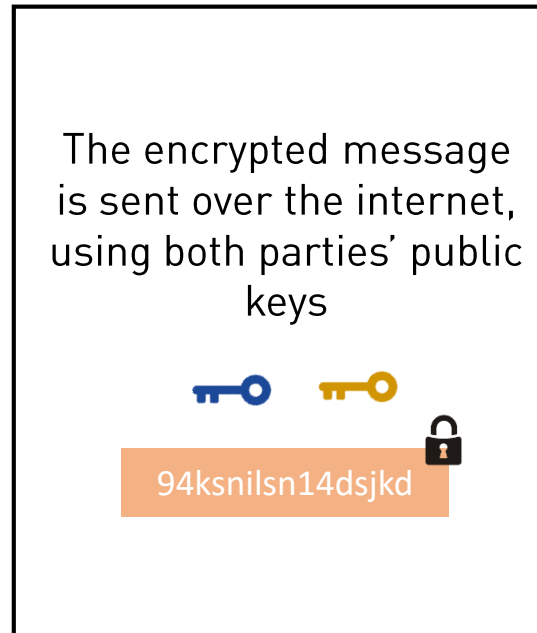 The encrypted message
is sent over the internet,
using both parties’ public
keys
94ksnilsn14dsjkd